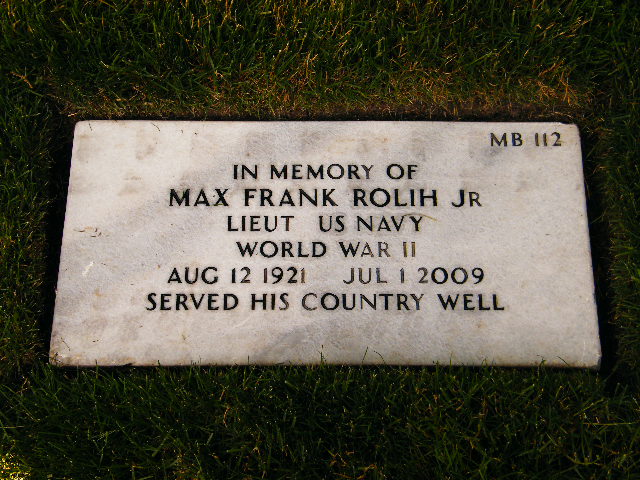 MB 112
IN MEMORY OF
MAX FRANK ROLIH JR
LIEUT US NAVY
WORLD WAR II
AUG 12 1921 JUL 1 2009
SERVED HIS COUNTRY WELL